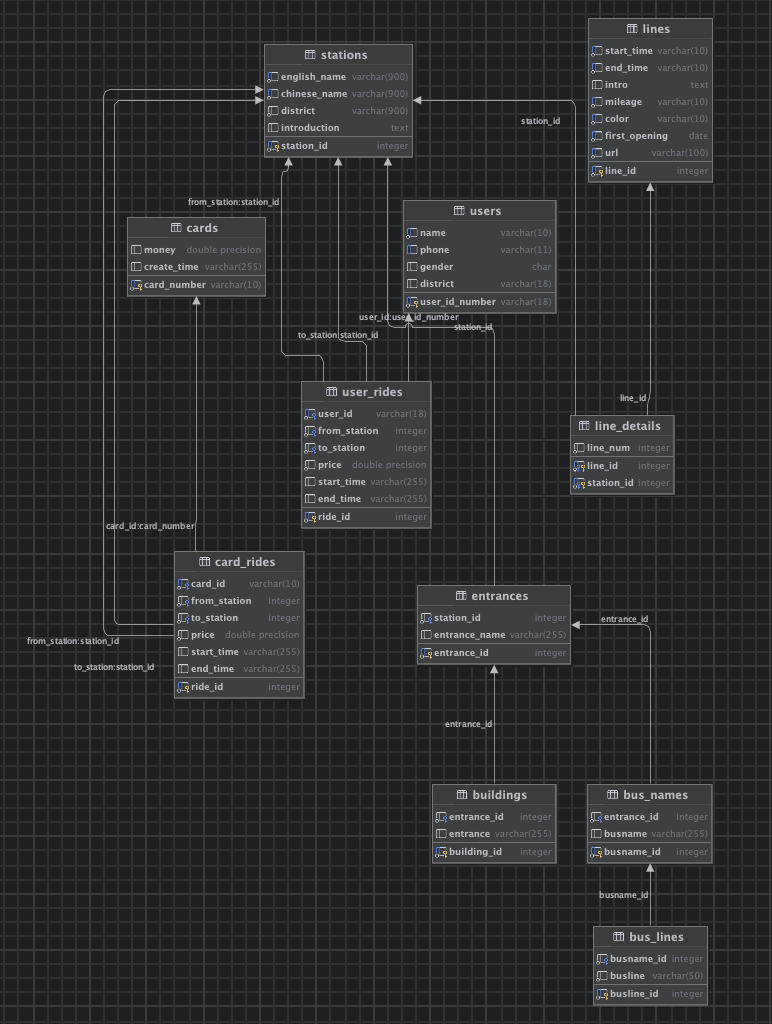 lines
start_time varchar(10)
end_time varchar(10)
intro text
mileage varchar(10)
color varchar(10)
first_opening date
url varchar(100)
line_id integer
stations
english_name varchar(900)
chinese_name varchar(900)
district varchar(900)
introduction text
station_id integer
station_id
from_station:station_id
users
name varchar(10)
phone varchar(11)
gender char
district varchar(18)
user_id_number varchar(18)
cards
money double precision
create_time varchar(255)
card_number varchar(10)
user_id:user_id_number
station_id
to_station:station_id
user_rides
user_id varchar(18)
from_station integer
to_station integer
price double precision
start_time varchar(255)
end_time varchar(255)
ride_id integer
line_id
line_details
line_num integer
line_id integer
station_id integer
card_id:card_number
card_rides
card_id varchar(10)
from_station integer
to_station integer
price double precision
start_time varchar(255)
end_time varchar(255)
ride_id integer
from_station:station_id
to_station:station_id
entrances
station_id integer
entrance_name varchar(255)
entrance_id integer
entrance_id
entrance_id
buildings
entrance_id integer
entrance varchar(255)
building_id integer
bus_names
entrance_id integer
busname varchar(255)
busname_id integer
busname_id
bus_lines
busname_id integer
busline varchar(50)
busline_id integer